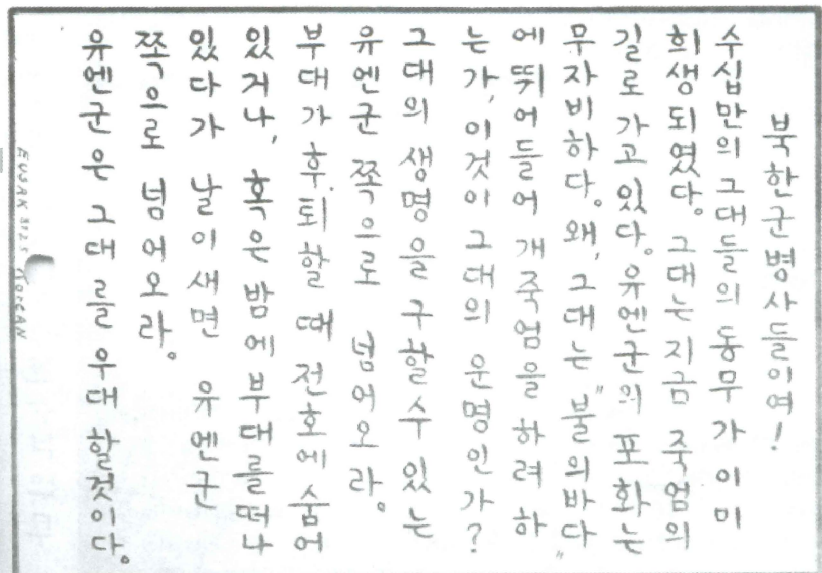 북한군병사들이여!
수십만의 그대들의 동무가 이미
희생되였다. 그대는 지금 죽엄의
길로 가고 있다. 유엔군의 포화는
무자비하다. 왜, 그대는 "불의바다"
에 뛰어들어 개죽엄을 하려 하
는가, 이것이 그대의 운명인가?
그대의 생명을 구할수 있는
유엔군 쪽으로 넘어오라.
부대가 후퇴할 때 전호에 숨어
있거나, 혹은 밤에 부대를떠나
있다가 날이새면 유엔군
쪽으로 넘어오라.
유엔군은 그대를 우대 할것이다.
EUSAK 8325 KOREAN